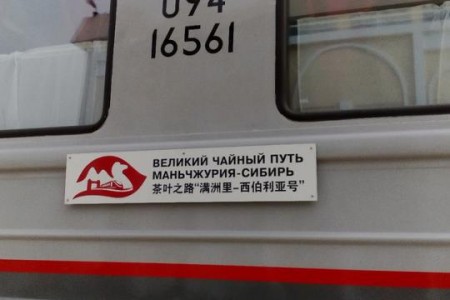 094
16561
ВЕЛИКИЙ ЧАЙНЫЙ ПУТЬ
МАНЬЧЖУРИЯ-СИБИРЬ
茶叶之路“满洲里-西伯利亚号”